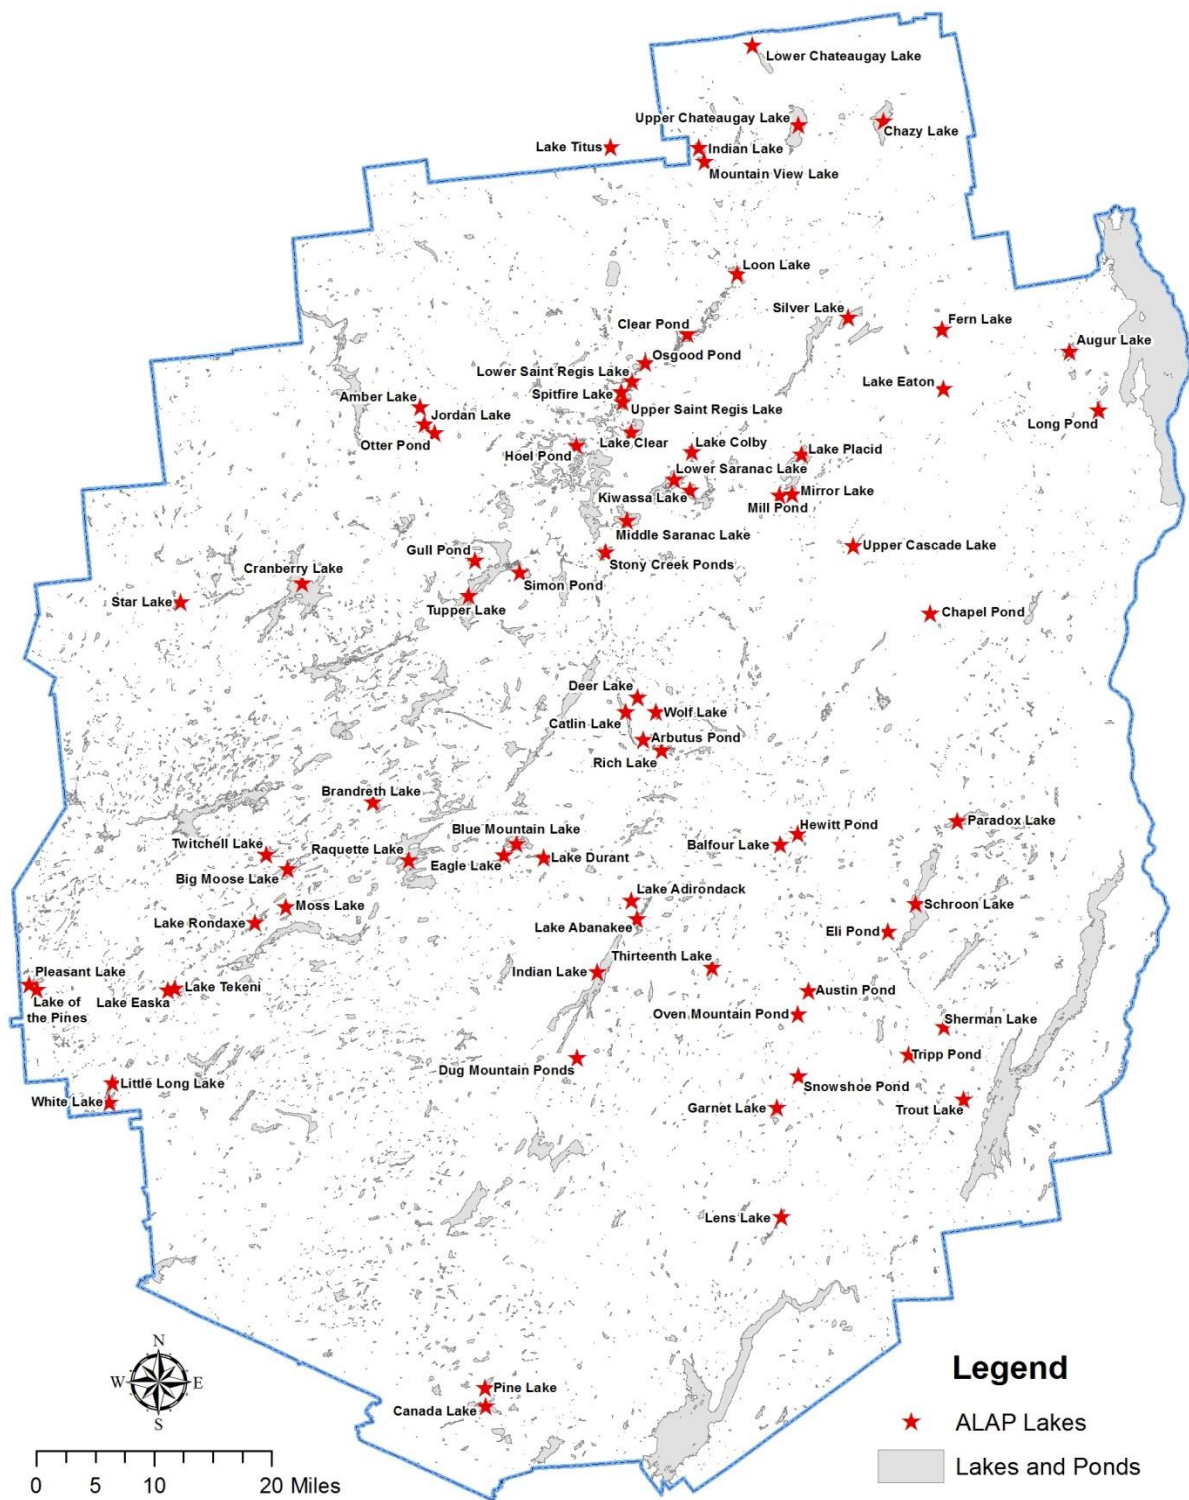 Lower Chateaugay Lake
Upper Chateaugay Lake
Chazy Lake
Lake Titus
Indian Lake
Mountain View Lake
Loon Lake
Silver Lake
Fern Lake
Clear Pond
Augur Lake
Osgood Pond
Lower Saint Regis Lake
Lake Eaton
Spitfire Lake
Amber Lake
Upper Saint Regis Lake
Jordan Lake
Long Pond
Otter Pond
Lake Clear
Hoel Pond
Lake Colby
Lake Placid
Lower Saranac Lake
Kiwassa Lake
Mirror Lake
Mill Pond
Middle Saranac Lake
Upper Cascade Lake
Gull Pond
Stony Creek Ponds
Cranberry Lake
Simon Pond
Star Lake
Tupper Lake
Chapel Pond
Deer Lake
Catlin Lake
Wolf Lake
Arbutus Pond
Rich Lake
Brandreth Lake
Paradox Lake
Hewitt Pond
Blue Mountain Lake
Twitchell Lake
Raquette Lake
Balfour Lake
Eagle Lake
Lake Durant
Big Moose Lake
Lake Adirondack
Moss Lake
Schroon Lake
Lake Rondaxe
Lake Abanakee
Eli Pond
Thirteenth Lake
Pleasant Lake
Indian Lake
Lake Tekeni
Austin Pond
Lake of
the Pines
Lake Easka
Oven Mountain Pond
Sherman Lake
Tripp Pond
Dug Mountain Ponds
Little Long Lake
Snowshoe Pond
White Lake
Garnet Lake
Trout Lake
Lens Lake
N
W
E
S
Pine Lake
Canada Lake
Legend
ALAP Lakes
Lakes and Ponds
0 5 10 20 Miles